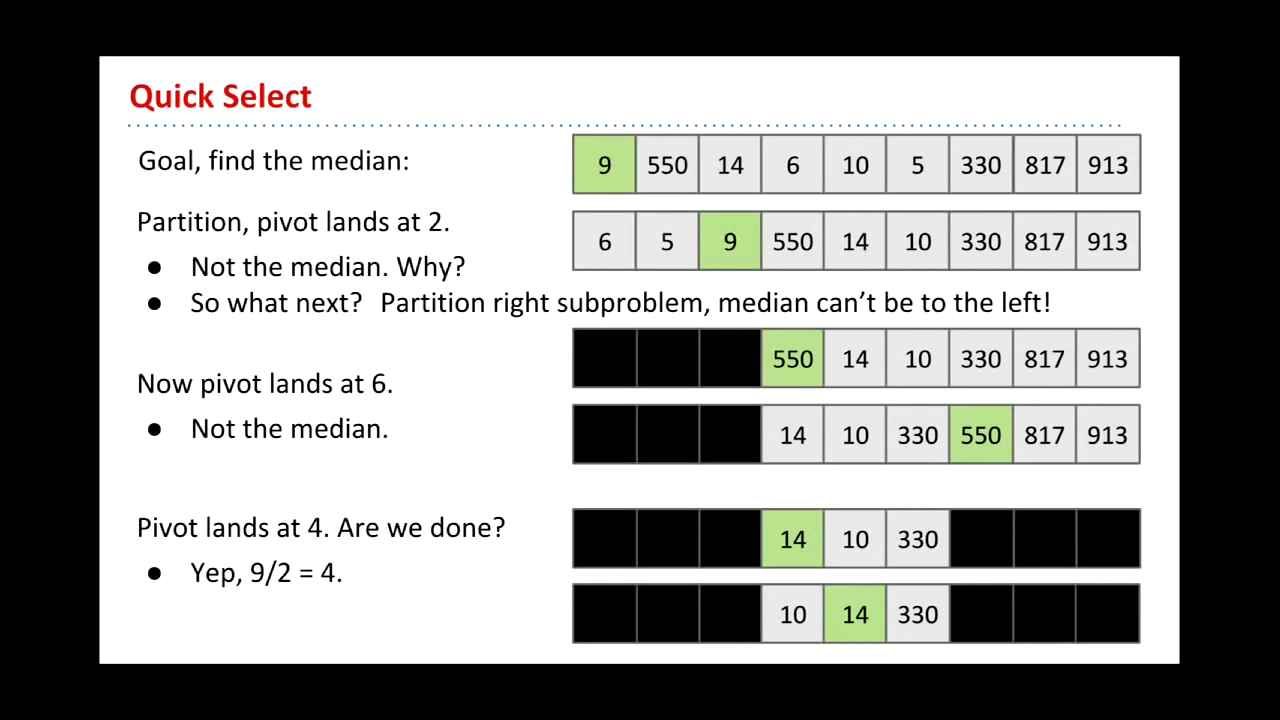 Quick Select
Goal, find the median:
9 550 14 6 10 5 330 817 913
Partition, pivot lands at 2.
6 5 9 550 14 10 330 817 913
● Not the median. Why?
● So what next? Partition right subproblem, median can’t be to the left!
550 14 10 330 817 913
Now pivot lands at 6.
● Not the median.
14 10 330 550 817 913
Pivot lands at 4. Are we done?
14 10 330
● Yep, 9/2 = 4.
10 14 330